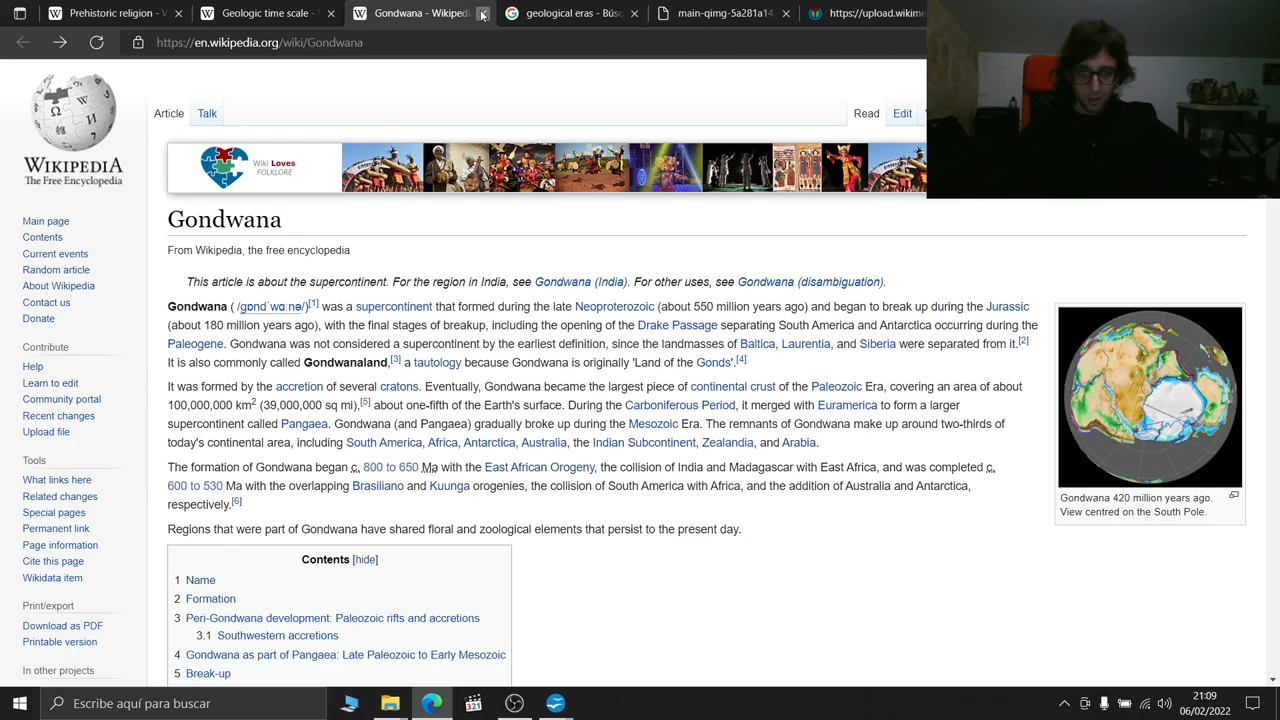 Prehistoric religion -
Geological time scale -
Gondwana - Wikipedi
geological eras - Búsq
main-qimg-5a281a14
https://upload.wikime
https://en.wikipedia.org/wiki/Gondwana
WIKIPEDIA
The Free Encyclopedia
Article
Talk
Read
Edit
Wiki Loves
FOLKLORE
Gondwana
From Wikipedia, the free encyclopedia
This article is about the supercontinent. For the region in India, see Gondwana (India). For other uses, see Gondwana (disambiguation).
Gondwana ( /ɡɒndˈwɑːnə/)[1] was a supercontinent that formed during the late Neoproterozoic (about 550 million years ago) and began to break up during the Jurassic
(about 180 million years ago), with the final stages of breakup, including the opening of the Drake Passage separating South America and Antarctica occurring during the
Paleogene. Gondwana was not considered a supercontinent by the earliest definition, since the landmasses of Baltica, Laurentia, and Siberia were separated from it.[2]
It is also commonly called Gondwanaland,[3] a tautology because Gondwana is originally 'Land of the Gonds'.[4]
It was formed by the accretion of several cratons. Eventually, Gondwana became the largest piece of continental crust of the Paleozoic Era, covering an area of about
100,000,000 km2 (39,000,000 sq mi),[5] about one-fifth of the Earth's surface. During the Carboniferous Period, it merged with Euramerica to form a larger
supercontinent called Pangaea. Gondwana (and Pangaea) gradually broke up during the Mesozoic Era. The remnants of Gondwana make up around two-thirds of
today's continental area, including South America, Africa, Antarctica, Australia, the Indian Subcontinent, Zealandia, and Arabia.
The formation of Gondwana began c. 800 to 650 Ma with the East African Orogeny, the collision of India and Madagascar with East Africa, and was completed c.
600 to 530 Ma with the overlapping Brasiliano and Kuunga orogenies, the collision of South America with Africa, and the addition of Australia and Antarctica,
respectively.[6]
Regions that were part of Gondwana have shared floral and zoological elements that persist to the present day.
Gondwana 420 million years ago.
View centred on the South Pole.
Contents [hide]
1 Name
2 Formation
3 Peri-Gondwana development: Paleozoic rifts and accretions
3.1 Southwestern accretions
4 Gondwana as part of Pangaea: Late Paleozoic to Early Mesozoic
5 Break-up
Main page
Contents
Current events
Random article
About Wikipedia
Contact us
Donate
Contribute
Help
Learn to edit
Community portal
Recent changes
Upload file
Tools
What links here
Related changes
Special pages
Permanent link
Page information
Cite this page
Wikidata item
Print/export
Download as PDF
Printable version
In other projects
Escribe aquí para buscar
321
21:09
06/02/2022